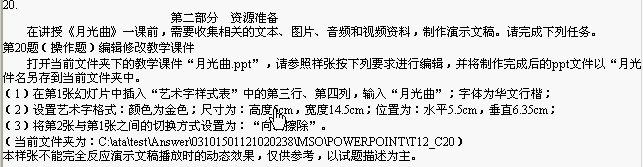 20.
第二部分 资源准备
在讲授《月光曲》一课前，需要收集相关的文本、图片、音频和视频资料，制作演示文稿。请完成下列任务。
第20题（操作题）编辑修改教学课件
打开当前文件夹下的教学课件“月光曲.ppt”，请参照样张按下列要求进行编辑，并将制作完成后的ppt文件以“月光
件名另存到当前文件夹中。
（1）在第1张幻灯片中插入“艺术字样式表”中的第三行、第四列，输入“月光曲”；字体为华文行楷；
（2）设置艺术字格式：颜色为金色；尺寸为：高度5cm，宽度14.5cm；位置为：水平5.5cm，垂直6.35cm；
（3）将第2张与第1张之间的切换方式设置为：“向 擦除”。
（当前文件夹为：C:\ata\test\Answer\03101501121020238\MSO\POWERPOINT\T12_C20）
本样张不能完全反应演示文稿播放时的动态效果，仅供参考，以试题描述为主。